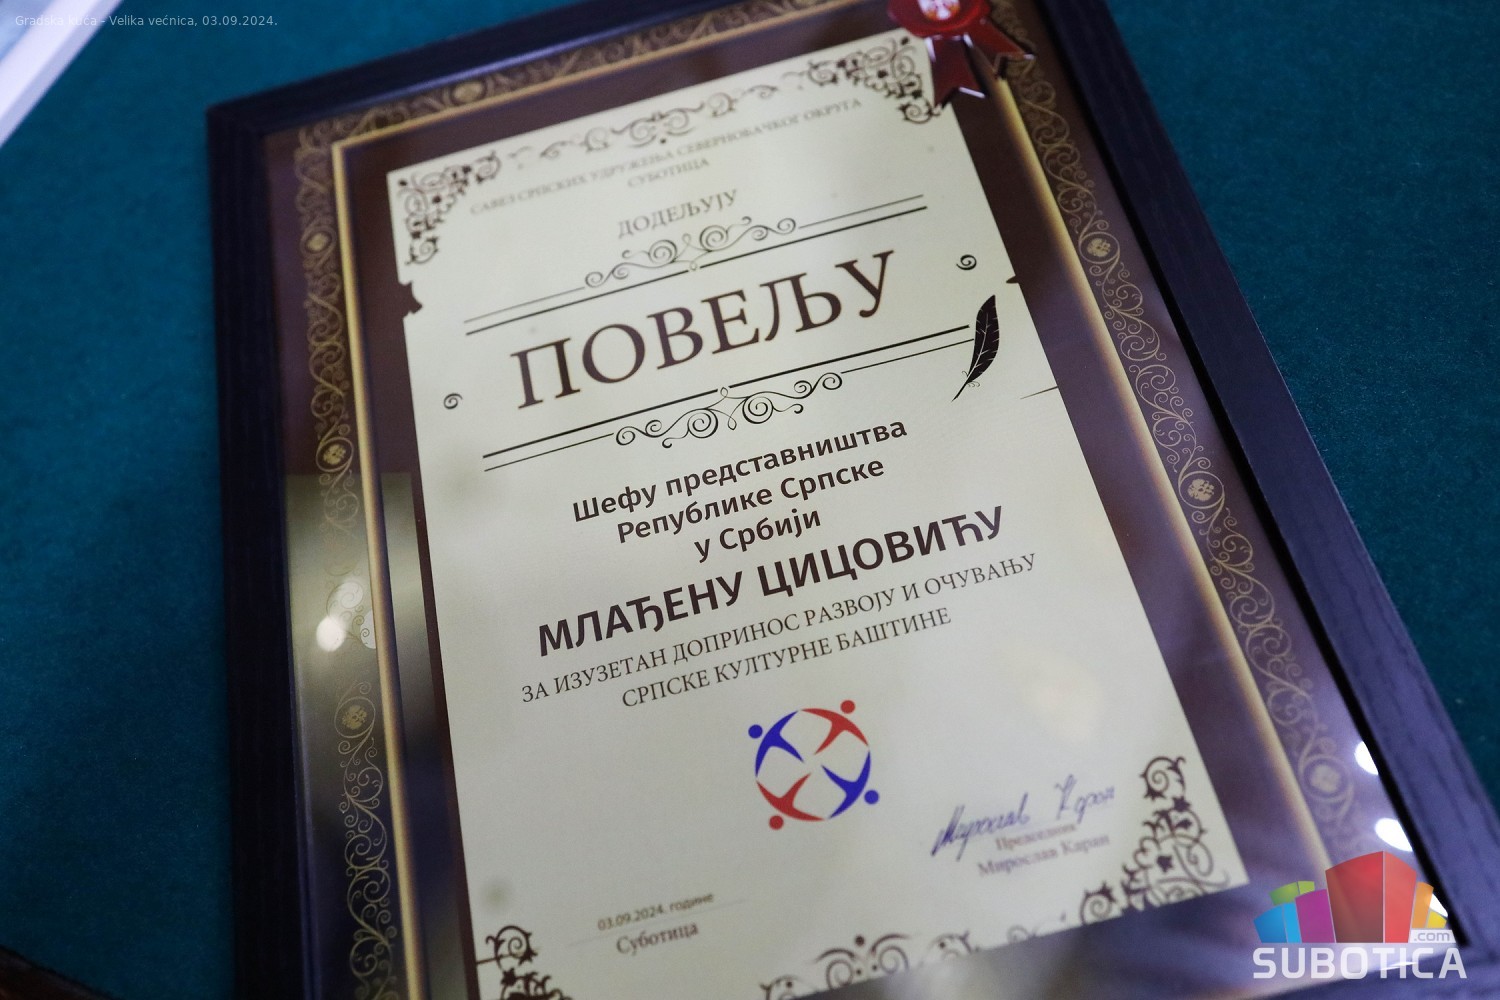 Gradska kuća - Velika većnica, 03.09.2024.
САВЕЗ СРПСКИХ УДРУЖЕЊА СЕВЕРНОБАЧКОГ ОКРУГА
СУБОТИЦА
ДОДЕЉУЈУ
ПОВЕЉУ
Шефу представништва
Републике Српске
у Србији
МЛАЂЕНУ ЦИЦОВИЋУ
ЗА ИЗУЗЕТАН ДОПРИНОС РАЗВОЈУ И ОЧУВАЊУ
СРПСКЕ КУЛТУРНЕ БАШТИНЕ
Мирослав Каран
Председник
Мирослав Каран
03.09.2024. године
Суботица
.com
SUBOTICA